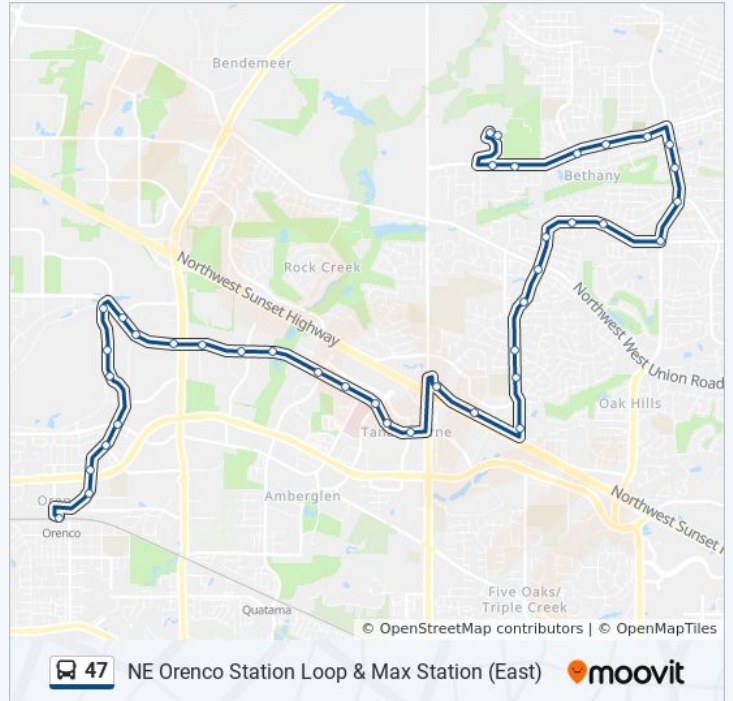 Bendemeer
Bethany
Rock Creek
Northwest Sunset Highway
Northwest West Union Road
Oak Hills
Amberglen
Northwest Sunset
Orenco
Quatama
Five Oaks/
Triple Creek
© OpenStreetMap contributors | © OpenMapTiles
47 NE Orenco Station Loop & Max Station (East) moovit